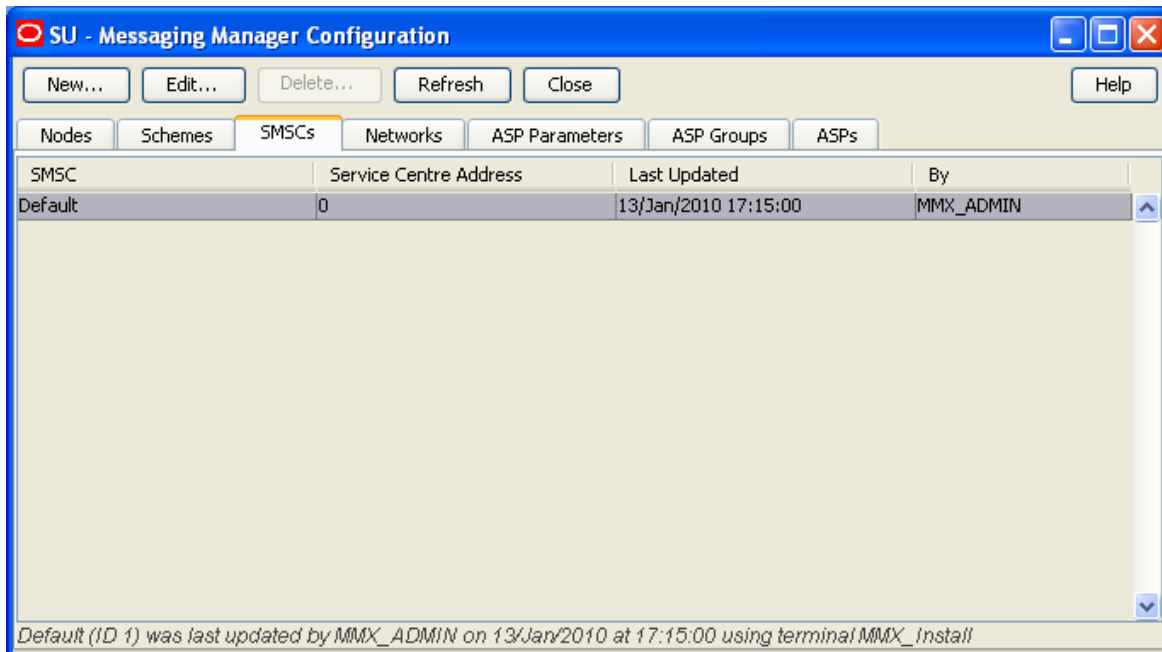 SU - Messaging Manager Configuration
New... Edit... Delete... Refresh Close Help
Nodes Schemes SMSCs Networks ASP Parameters ASP Groups ASPs
SMSC Service Centre Address Last Updated By
Default 0 13/Jan/2010 17:15:00 MMX_ADMIN
Default (ID 1) was last updated by MMX_ADMIN on 13/Jan/2010 at 17:15:00 using terminal MMX_Install